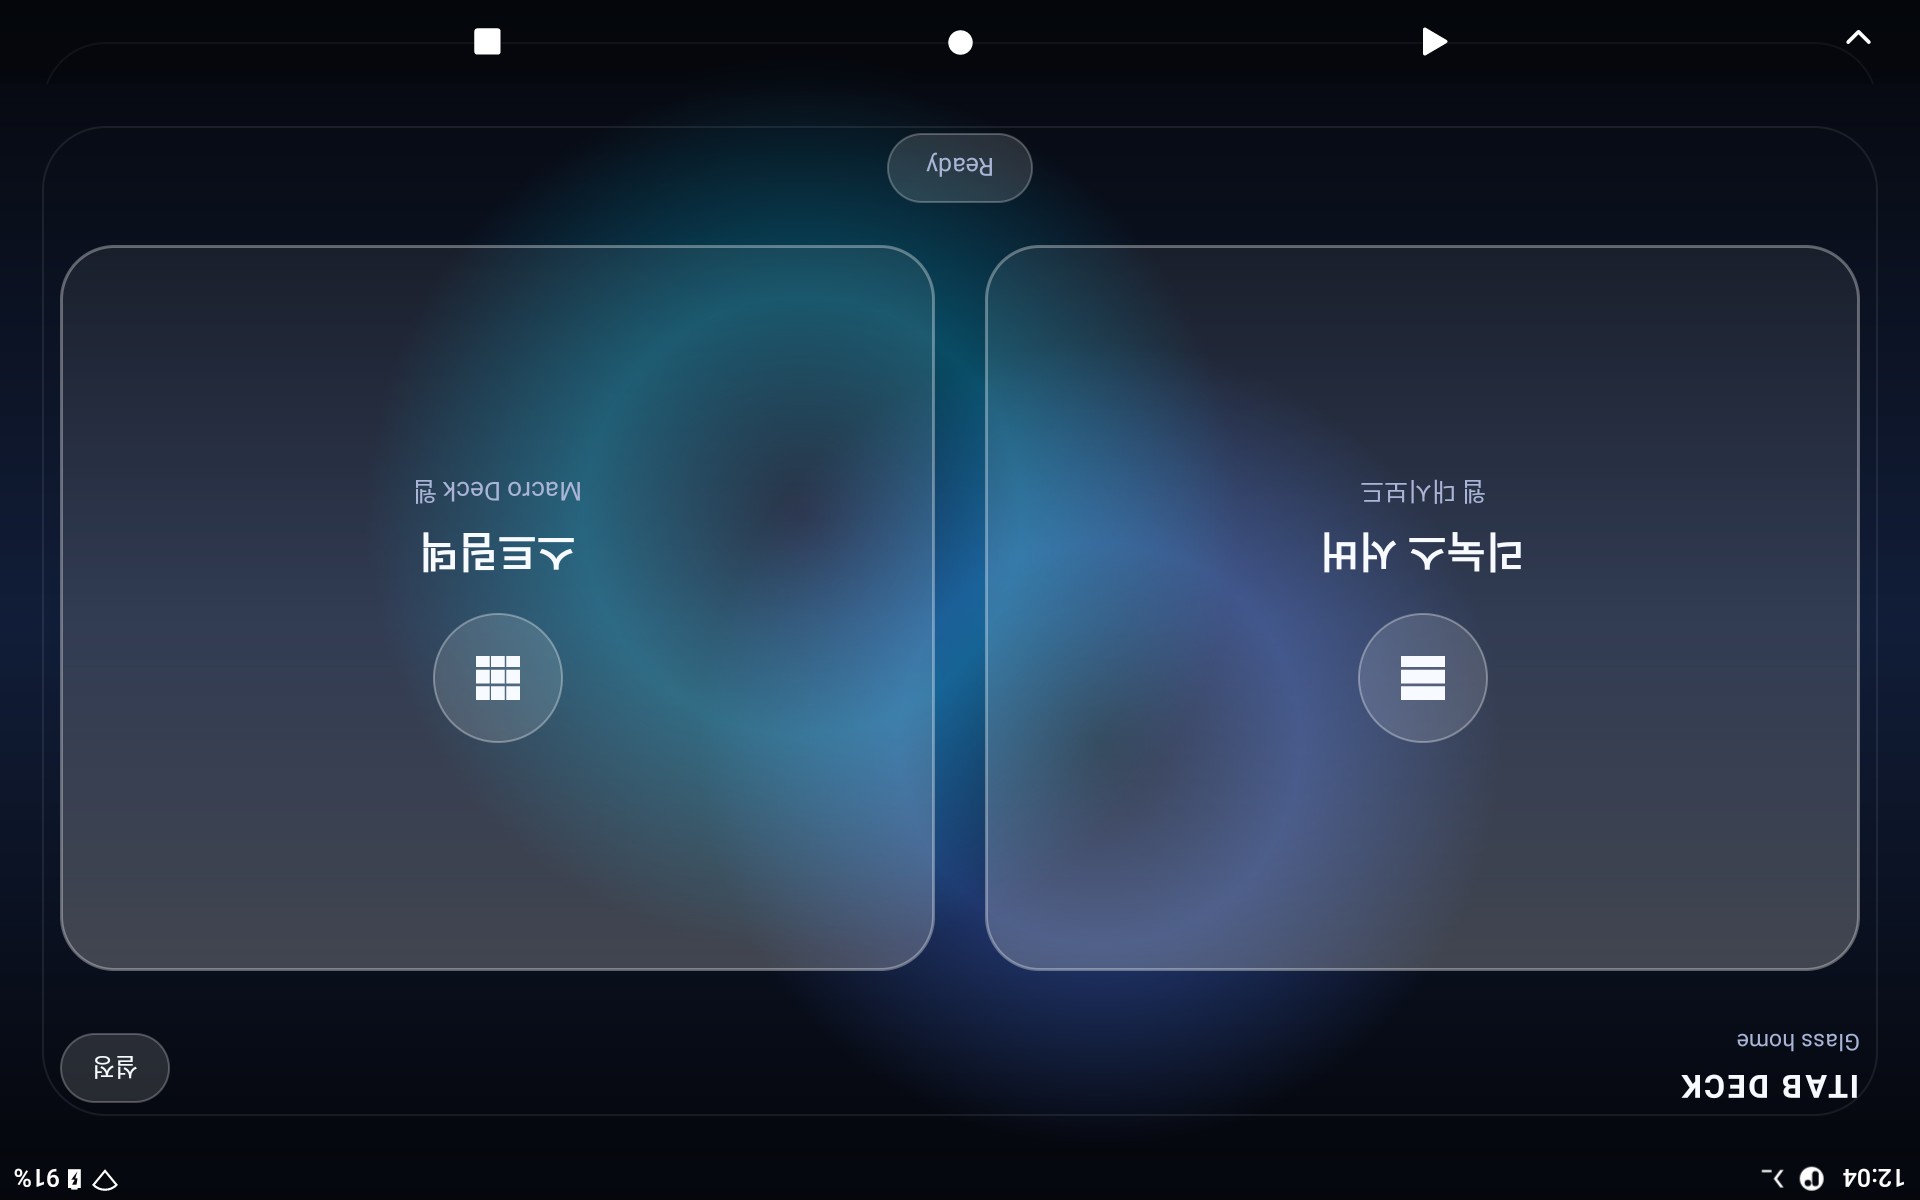 12:04
91%
ITAB DECK
Glass home
설정
리눅스 서버
웹 대시보드
스트림덱
Macro Deck 웹
Ready